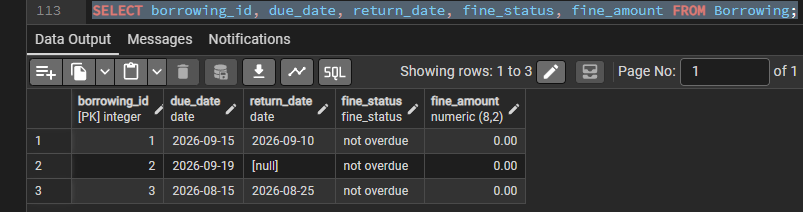 113 SELECT borrowing_id, due_date, return_date, fine_status, fine_amount FROM Borrowing;
Data Output Messages Notifications
SQL Showing rows: 1 to 3 Page No: 1 of 1
borrowing_id due_date return_date fine_status fine_amount
[PK] integer date date fine_status numeric (8,2)
1 1 2026-09-15 2026-09-10 not overdue 0.00
2 2 2026-09-19 [null] not overdue 0.00
3 3 2026-08-15 2026-08-25 not overdue 0.00